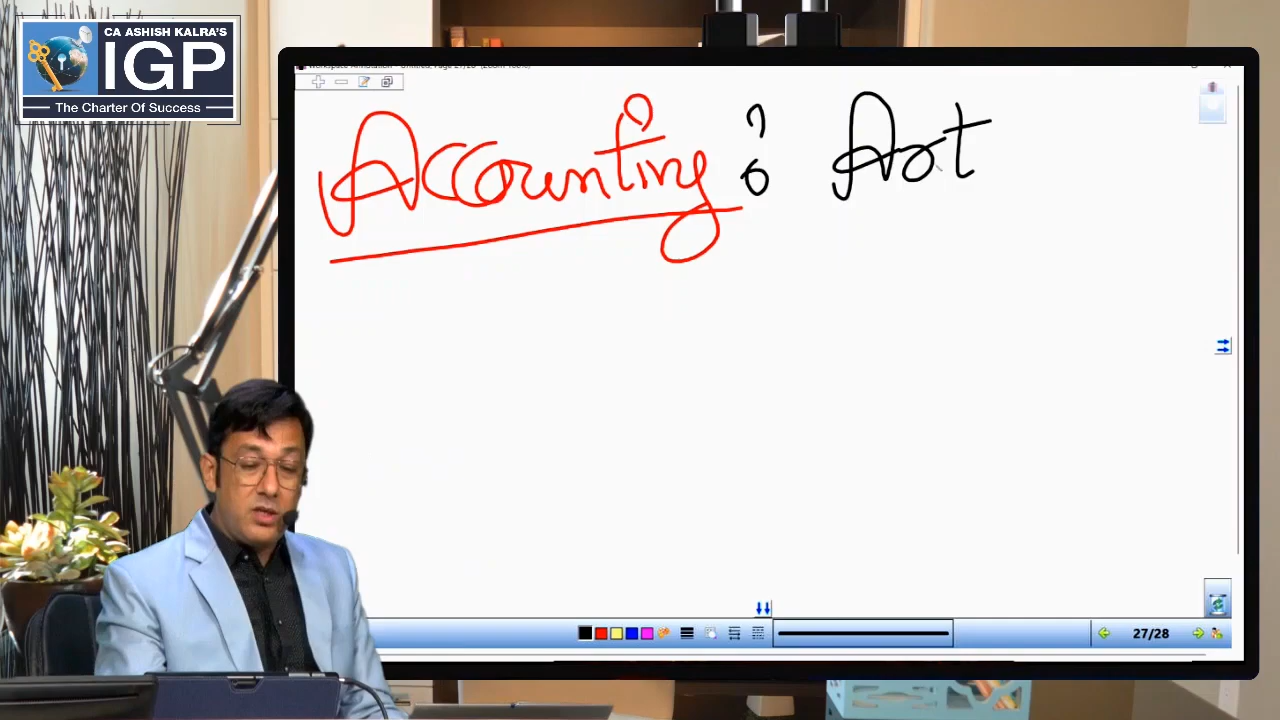 CA ASHISH KALRA'S
IGP
The Charter Of Success
Accounting : Art
27/28